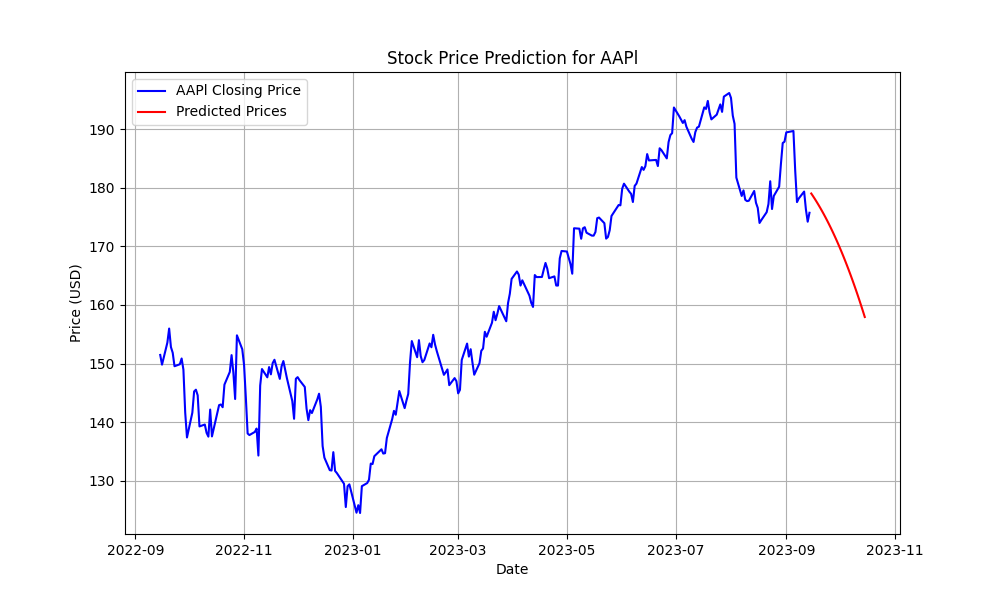 Stock Price Prediction for AAPl
AAPl Closing Price
Predicted Prices
190
180
170
160
150
140
130
Price (USD)
2022-09 2022-11 2023-01 2023-03 2023-05 2023-07 2023-09 2023-11
Date